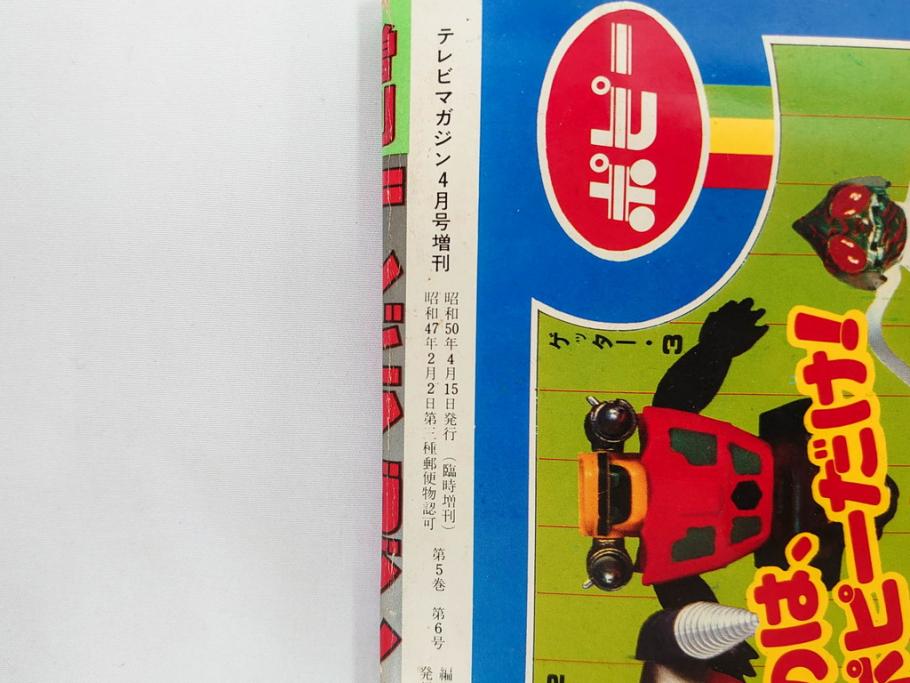 テレビマガジン4月号増刊
昭和50年4月15日発行（臨時増刊）
昭和47年2月2日第三種郵便物認可
第5巻 第6号
編
発
ポピー
ゲッター・3
のは、
ポピーだけ!
2